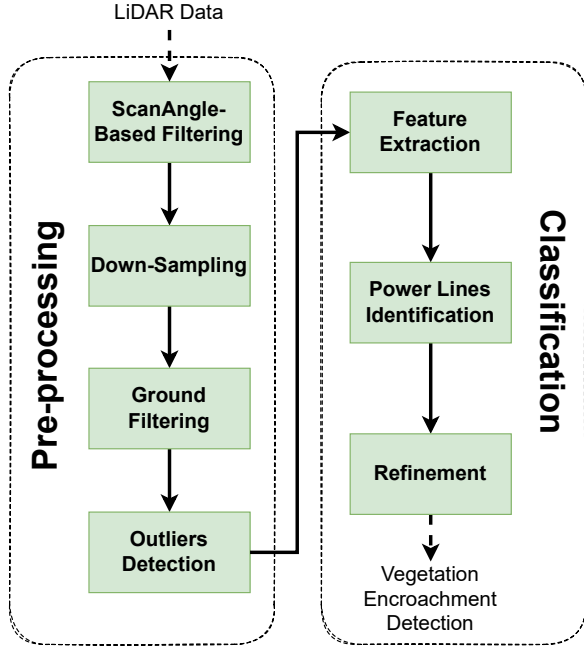 LiDAR Data
Pre-processing
ScanAngle-
Based Filtering
Down-Sampling
Ground
Filtering
Outliers
Detection
Classification
Feature
Extraction
Power Lines
Identification
Refinement
Vegetation
Encroachment
Detection